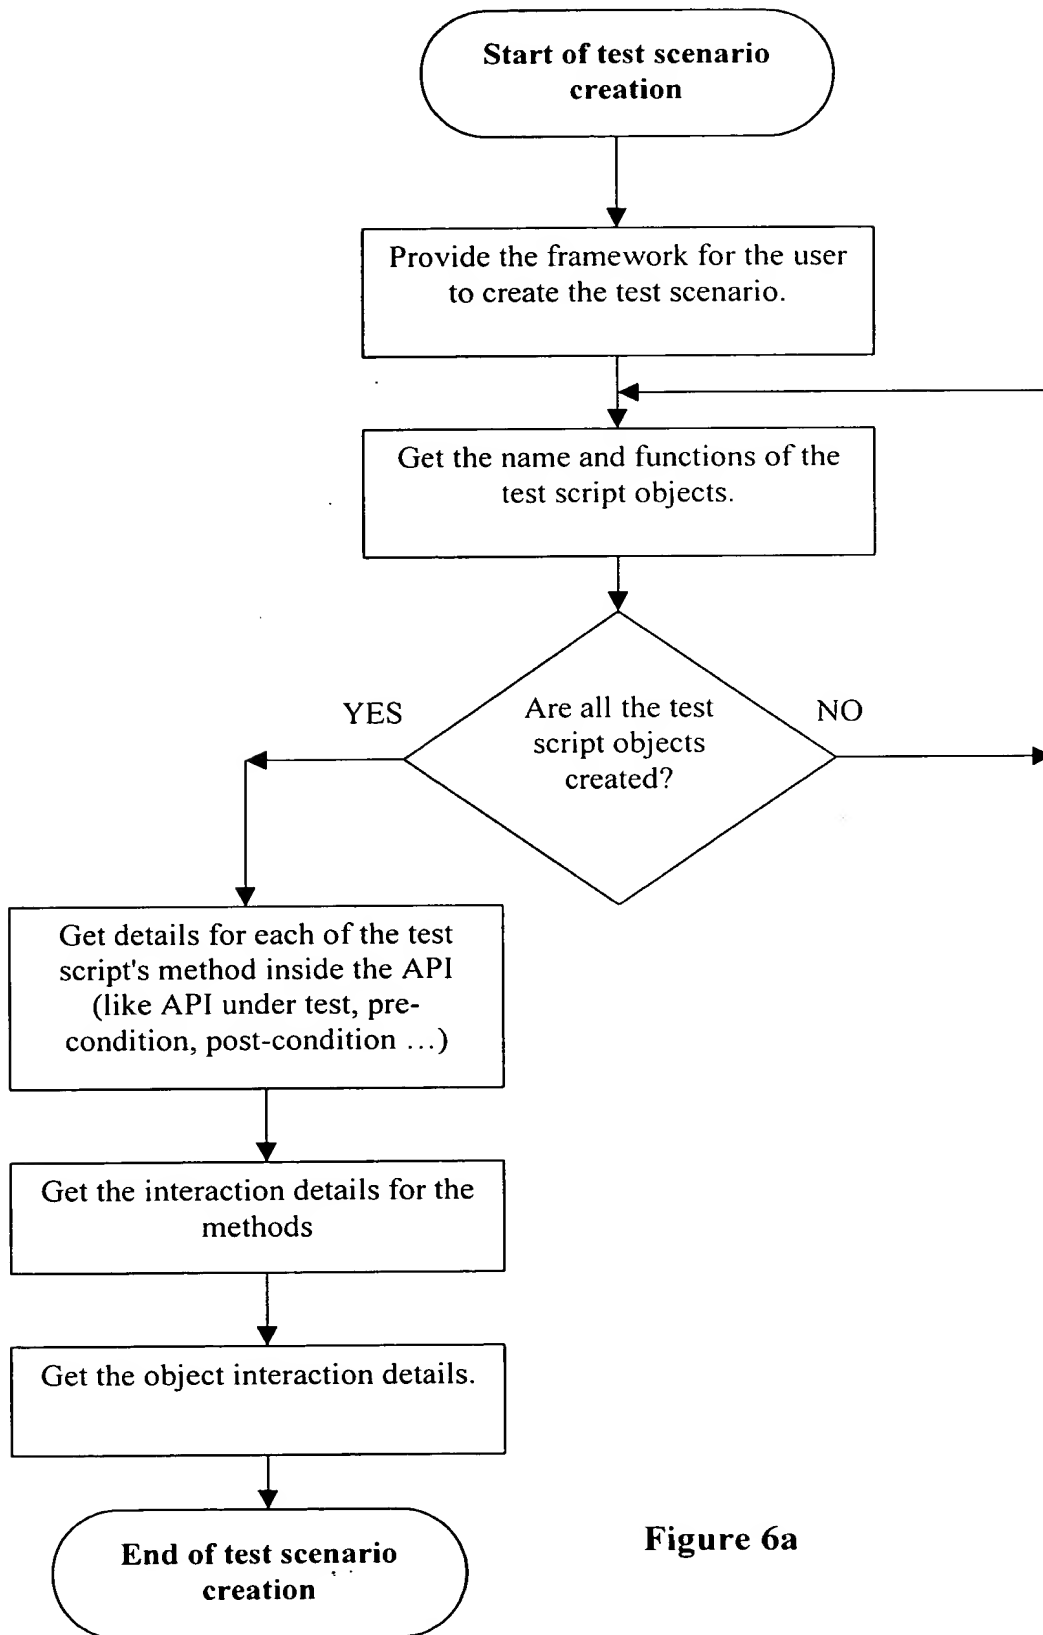 Start of test scenario
creation
Provide the framework for the user
to create the test scenario.
Get the name and functions of the
test script objects.
Are all the test
script objects
created?
YES
NO
Get details for each of the test
script's method inside the API
(like API under test, pre-
condition, post-condition ...)
Get the interaction details for the
methods
Get the object interaction details.
End of test scenario
creation
Figure 6a